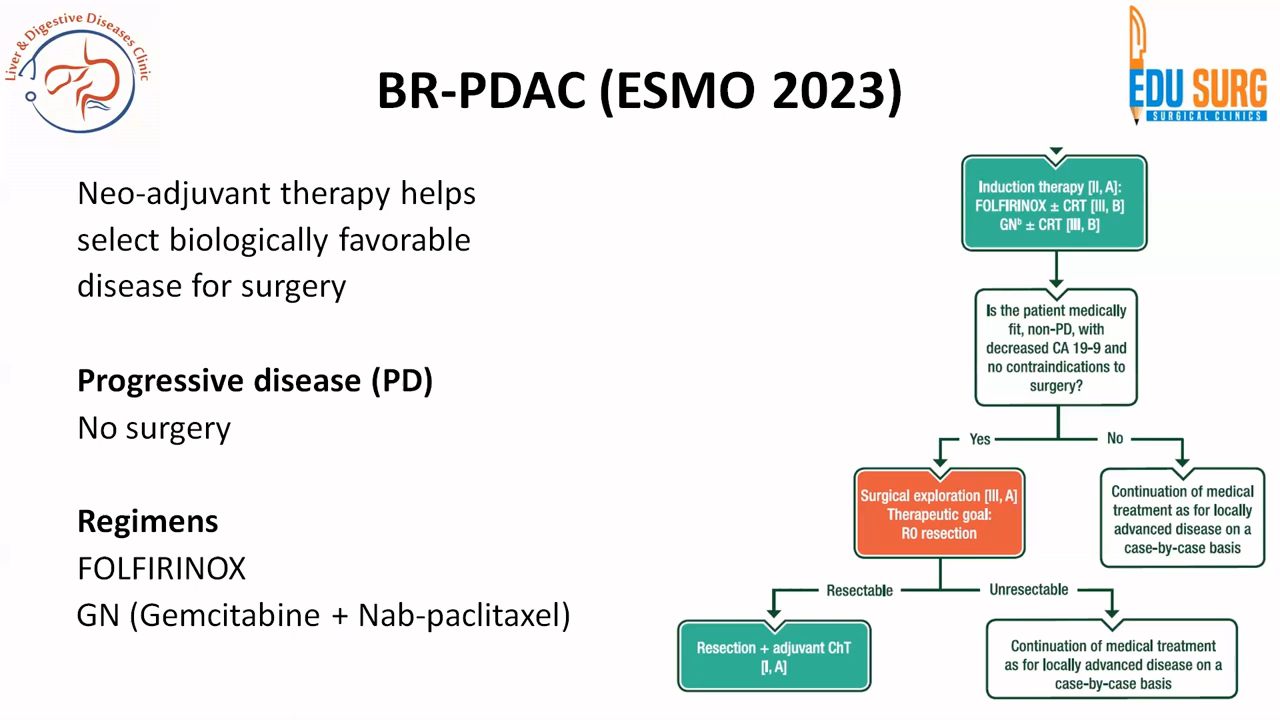 Liver & Digestive Diseases Clinic
BR-PDAC (ESMO 2023)
EDU SURG
SURGICAL CLINICS
Neo-adjuvant therapy helps
select biologically favorable
disease for surgery
Progressive disease (PD)
No surgery
Regimens
FOLFIRINOX
GN (Gemcitabine + Nab-paclitaxel)
Induction therapy [II, A]:
FOLFIRINOX ± CRT [III, B]
GNᵇ ± CRT [III, B]
Is the patient medically
fit, non-PD, with
decreased CA 19-9 and
no contraindications to
surgery?
Yes
No
Surgical exploration [III, A]
Therapeutic goal:
R0 resection
Continuation of medical
treatment as for locally
advanced disease on a
case-by-case basis
Resectable
Unresectable
Resection + adjuvant ChT
[I, A]
Continuation of medical treatment
as for locally advanced disease on a
case-by-case basis